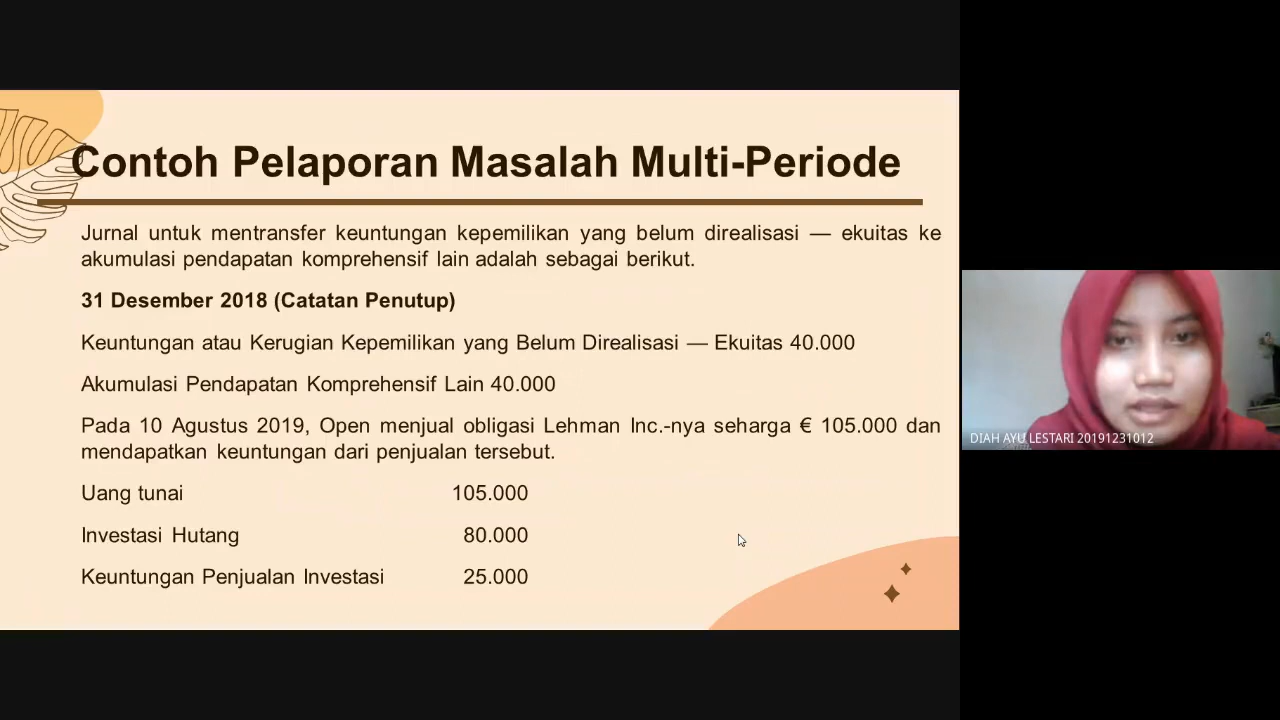 Contoh Pelaporan Masalah Multi-Periode
Jurnal untuk mentransfer keuntungan kepemilikan yang belum direalisasi — ekuitas ke
akumulasi pendapatan komprehensif lain adalah sebagai berikut.
31 Desember 2018 (Catatan Penutup)
Keuntungan atau Kerugian Kepemilikan yang Belum Direalisasi — Ekuitas 40.000
Akumulasi Pendapatan Komprehensif Lain 40.000
Pada 10 Agustus 2019, Open menjual obligasi Lehman Inc.-nya seharga € 105.000 dan
mendapatkan keuntungan dari penjualan tersebut.
Uang tunai 105.000
Investasi Hutang 80.000
Keuntungan Penjualan Investasi 25.000
DIAH AYU LESTARI 20191231012